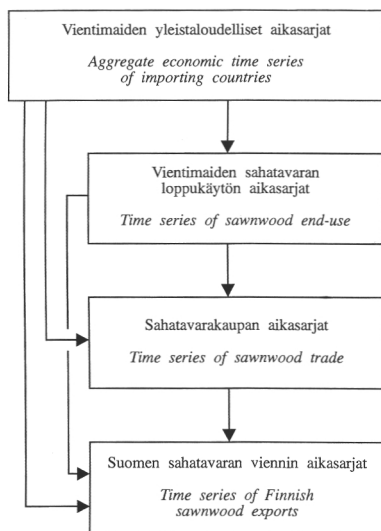 Vientimaiden yleistaloudelliset aikasarjat
Aggregate economic time series
of importing countries
Vientimaiden sahatavaran
loppukäytön aikasarjat
Time series of sawnwood end-use
Sahatavarakaupan aikasarjat
Time series of sawnwood trade
Suomen sahatavaran viennin aikasarjat
Time series of Finnish
sawnwood exports